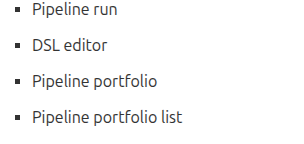 ▪ Pipeline run
▪ DSL editor
▪ Pipeline portfolio
▪ Pipeline portfolio list